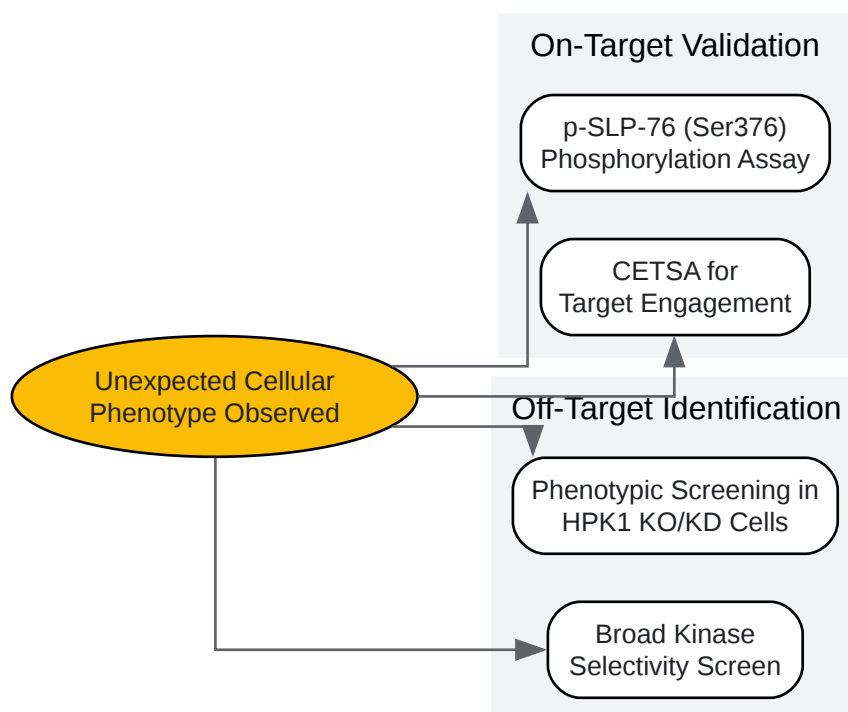 On-Target Validation
p-SLP-76 (Ser376)
Phosphorylation Assay
CETSA for
Target Engagement
Unexpected Cellular
Phenotype Observed
Off-Target Identification
Phenotypic Screening in
HPK1 KO/KD Cells
Broad Kinase
Selectivity Screen